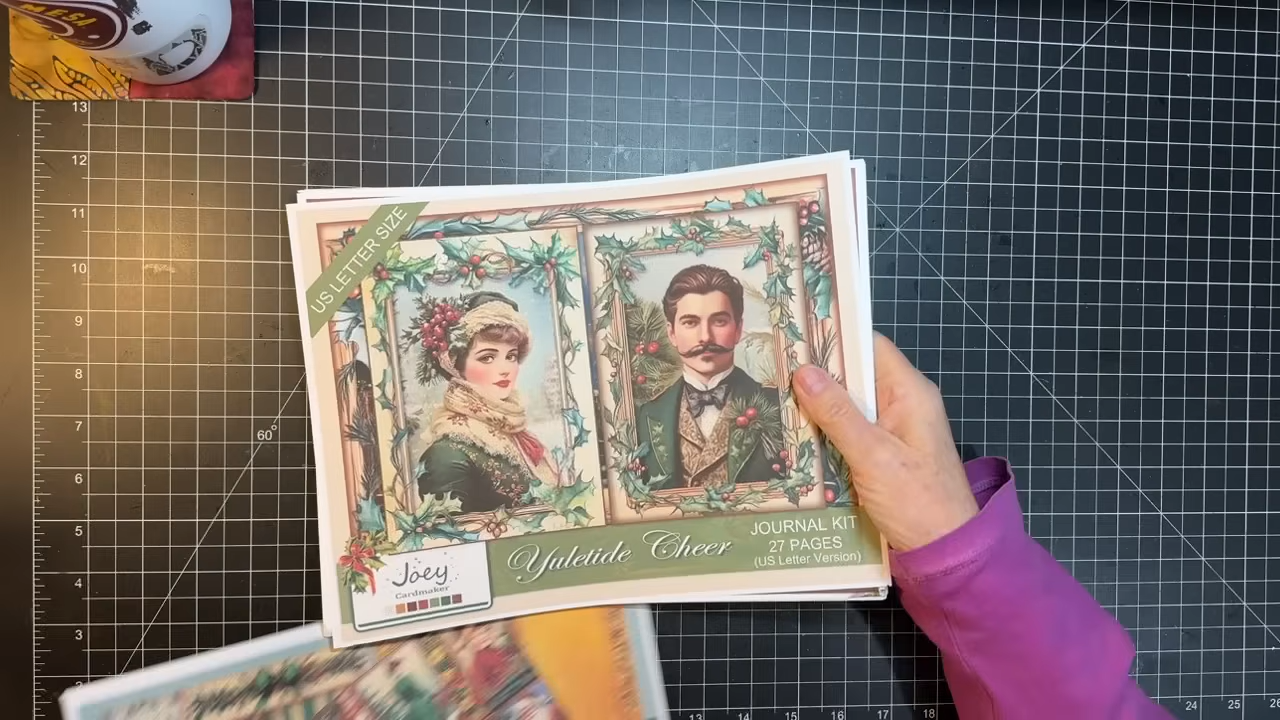 MESA
13
12
11
10
9
8
7
6
5
4
3
60°
US LETTER SIZE
Yuletide Cheer
JOURNAL KIT
27 PAGES
(US Letter Version)
Joey
Cardmaker
13
14
15
16
17
18
24
25